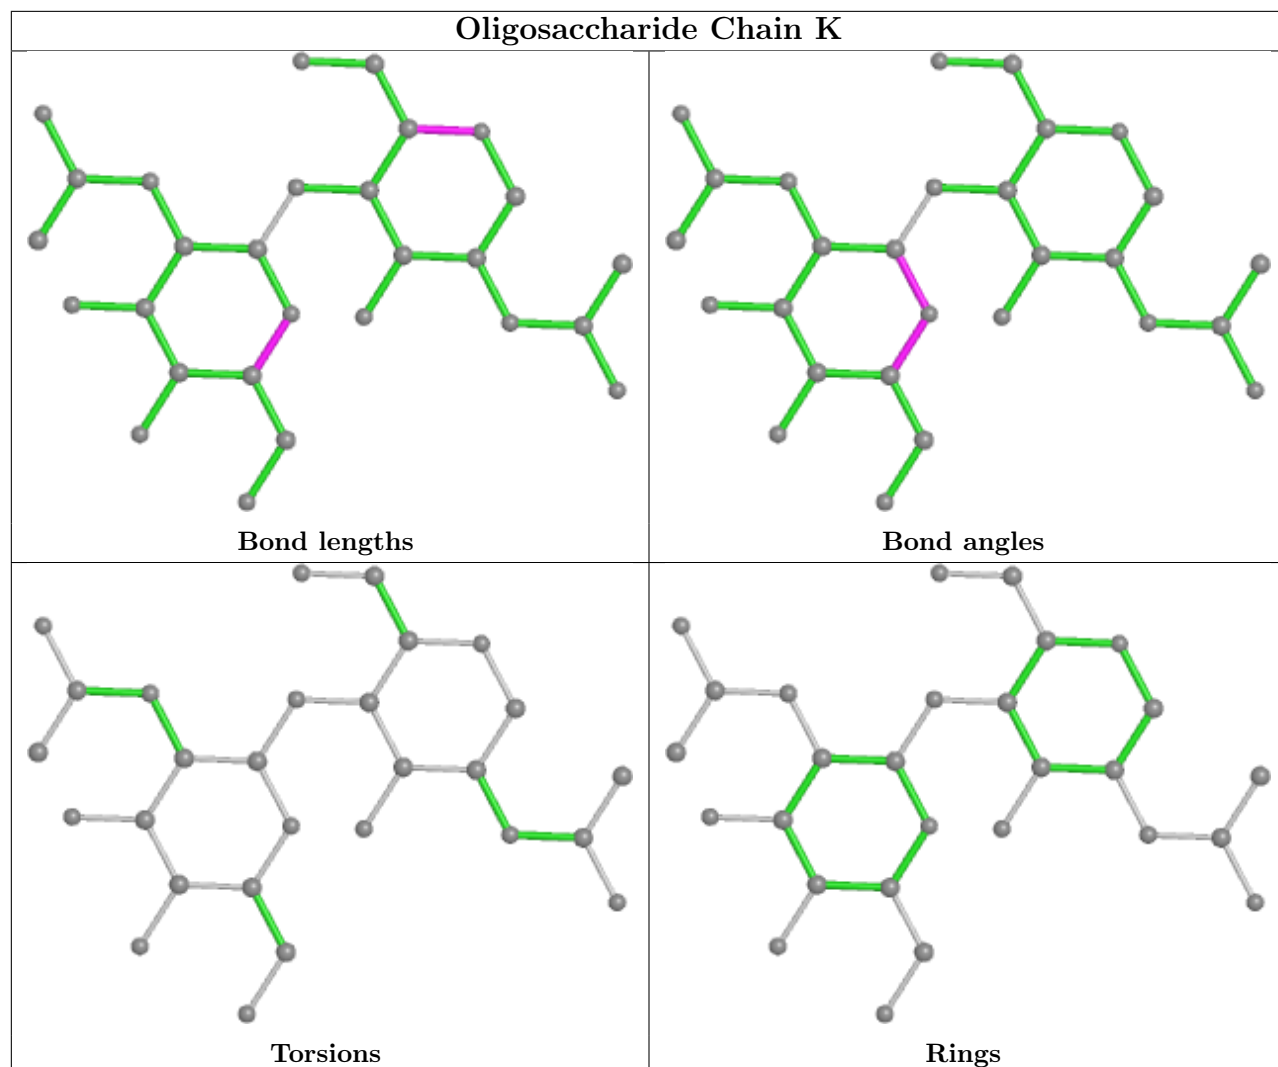 Oligosaccharide Chain K
Bond lengths
Bond angles
Torsions
Rings